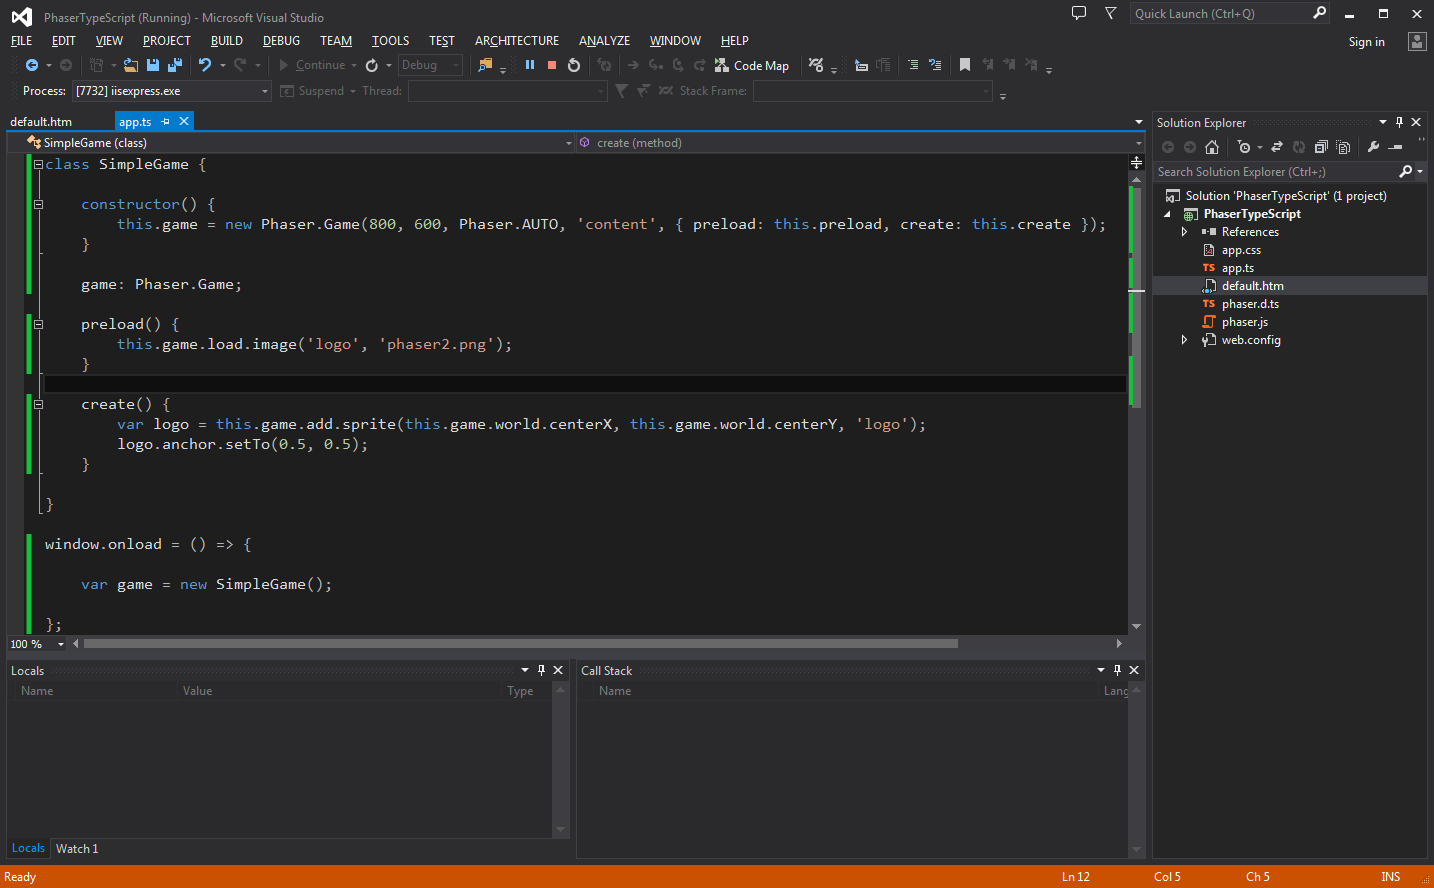 PhaserTypeScript (Running) - Microsoft Visual Studio
Quick Launch (Ctrl+Q)
FILE EDIT VIEW PROJECT BUILD DEBUG TEAM TOOLS TEST ARCHITECTURE ANALYZE WINDOW HELP
Sign in
Continue Debug Code Map
Process: [7732] iisexpress.exe Suspend Thread: Stack Frame:
default.htm app.ts
SimpleGame (class) create (method)
class SimpleGame {
constructor() {
this.game = new Phaser.Game(800, 600, Phaser.AUTO, 'content', { preload: this.preload, create: this.create });
}
game: Phaser.Game;
preload() {
this.game.load.image('logo', 'phaser2.png');
}
create() {
var logo = this.game.add.sprite(this.game.world.centerX, this.game.world.centerY, 'logo');
logo.anchor.setTo(0.5, 0.5);
}
}
window.onload = () => {
var game = new SimpleGame();
};
100 %
Solution Explorer
Search Solution Explorer (Ctrl+;)
Solution 'PhaserTypeScript' (1 project)
PhaserTypeScript
References
app.css
TS app.ts
default.htm
TS phaser.d.ts
phaser.js
web.config
Locals
Name Value Type
Call Stack
Name Lang
Locals Watch 1
Ready Ln 12 Col 5 Ch 5 INS